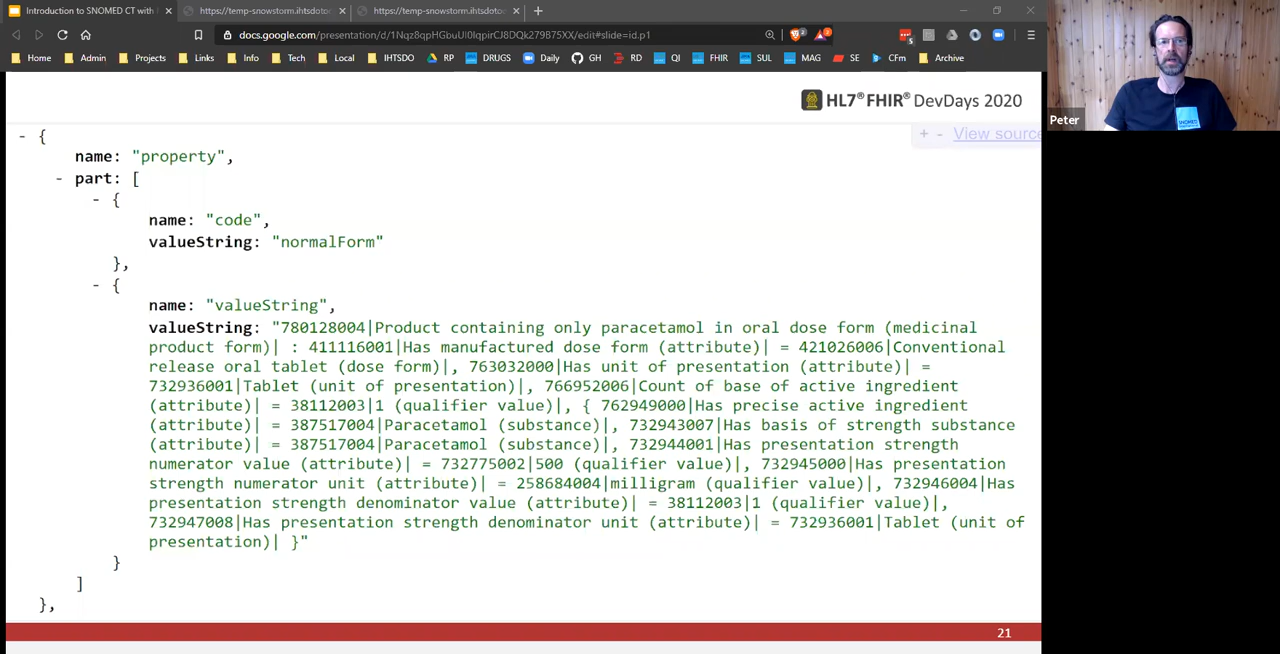 Introduction to SNOMED CT with F
https://temp-snowstorm.ihtsdotoo
https://temp-snowstorm.ihtsdotoo
docs.google.com/presentation/d/1Nqz8qpHGbuUl0IqpirCJ8DQk279875XX/edit#slide=id.p1
Home Admin Projects Links Info Tech Local IHTSDO RP DRUGS Daily GH RD QI FHIR SUL MAG SE CFm Archive
HL7® FHIR® DevDays 2020
+ - View source
- {
name: "property",
- part: [
- {
name: "code",
valueString: "normalForm"
},
- {
name: "valueString",
valueString: "780128004|Product containing only paracetamol in oral dose form (medicinal
product form)| : 411116001|Has manufactured dose form (attribute)| = 421026006|Conventional
release oral tablet (dose form)|, 763032000|Has unit of presentation (attribute)| =
732936001|Tablet (unit of presentation)|, 766952006|Count of base of active ingredient
(attribute)| = 38112003|1 (qualifier value)|, { 762949000|Has precise active ingredient
(attribute)| = 387517004|Paracetamol (substance)|, 732943007|Has basis of strength substance
(attribute)| = 387517004|Paracetamol (substance)|, 732944001|Has presentation strength
numerator value (attribute)| = 732775002|500 (qualifier value)|, 732945000|Has presentation
strength numerator unit (attribute)| = 258684004|milligram (qualifier value)|, 732946004|Has
presentation strength denominator value (attribute)| = 38112003|1 (qualifier value)|,
732947008|Has presentation strength denominator unit (attribute)| = 732936001|Tablet (unit of
presentation)| }"
}
]
},
21
Peter
SNOMED